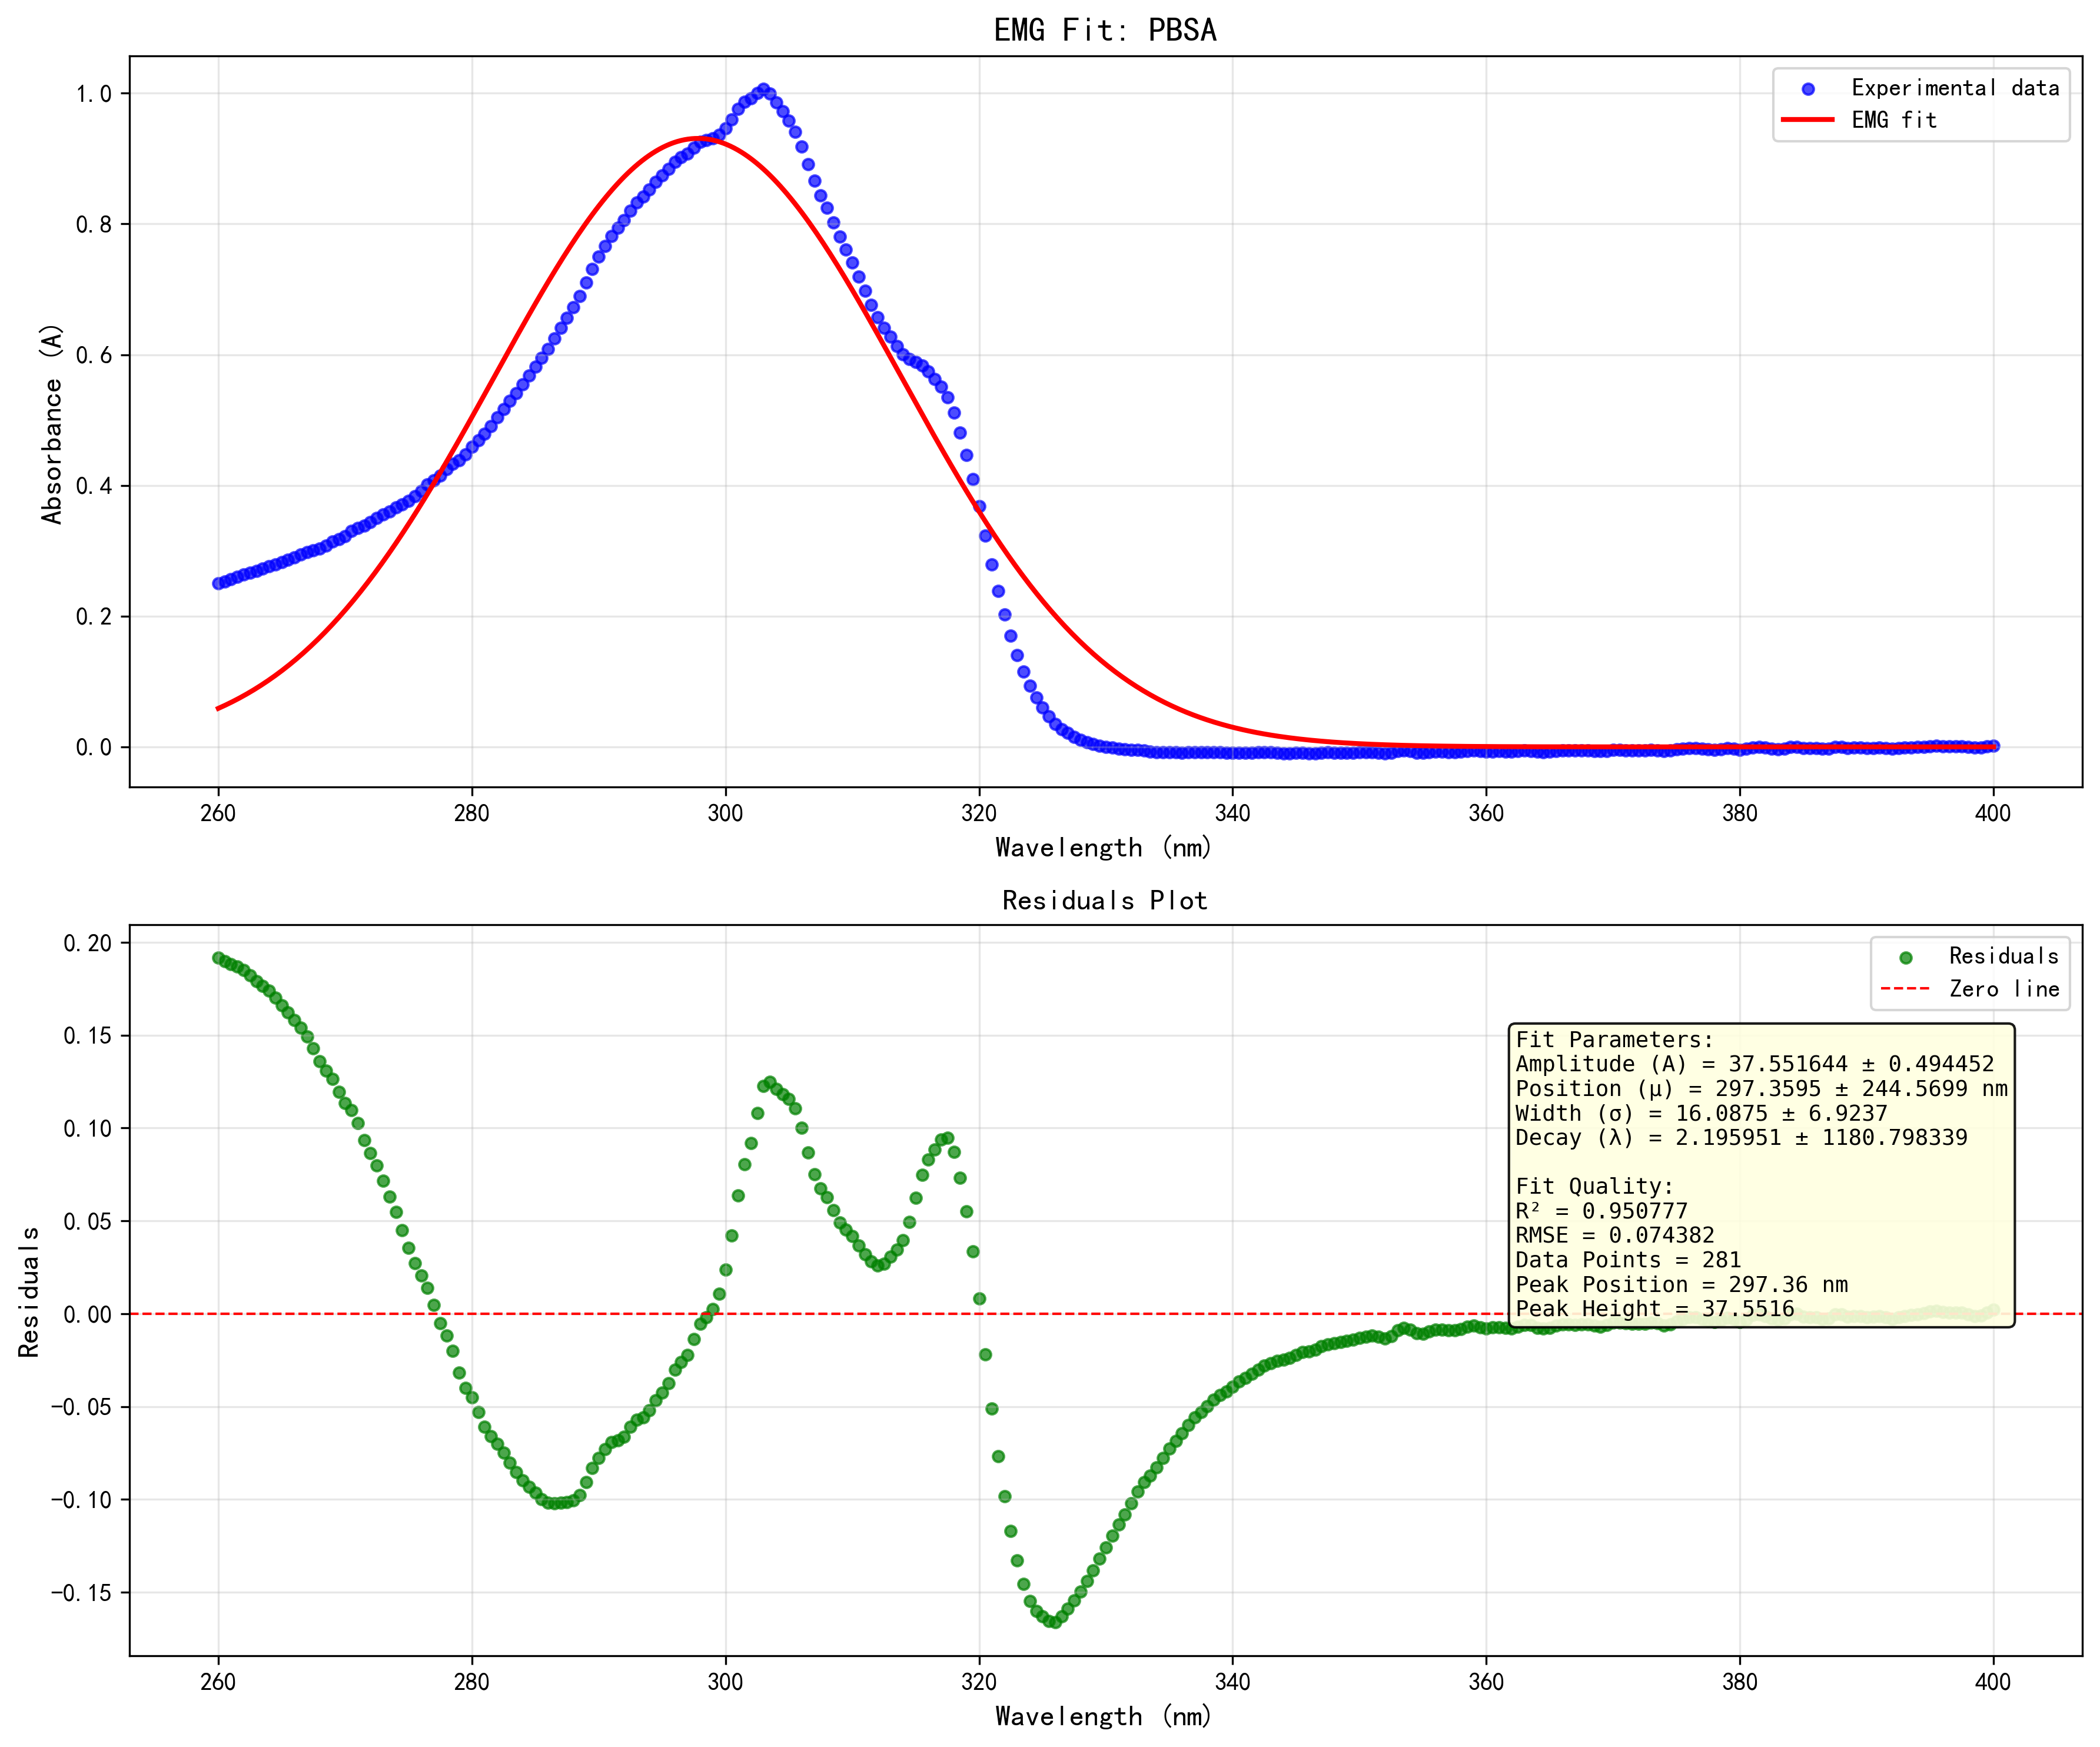 EMG Fit: PBSA
Experimental data
EMG fit
1.0
0.8
0.6
0.4
0.2
0.0
Absorbance (A)
260 280 300 320 340 360 380 400
Wavelength (nm)
Residuals Plot
Residuals
Zero line
0.20
0.15
0.10
0.05
0.00
−0.05
−0.10
−0.15
Residuals
Fit Parameters:
Amplitude (A) = 37.551644 ± 0.494452
Position (μ) = 297.3595 ± 244.5699 nm
Width (σ) = 16.0875 ± 6.9237
Decay (λ) = 2.195951 ± 1180.798339
Fit Quality:
R² = 0.950777
RMSE = 0.074382
Data Points = 281
Peak Position = 297.36 nm
Peak Height = 37.5516
260 280 300 320 340 360 380 400
Wavelength (nm)